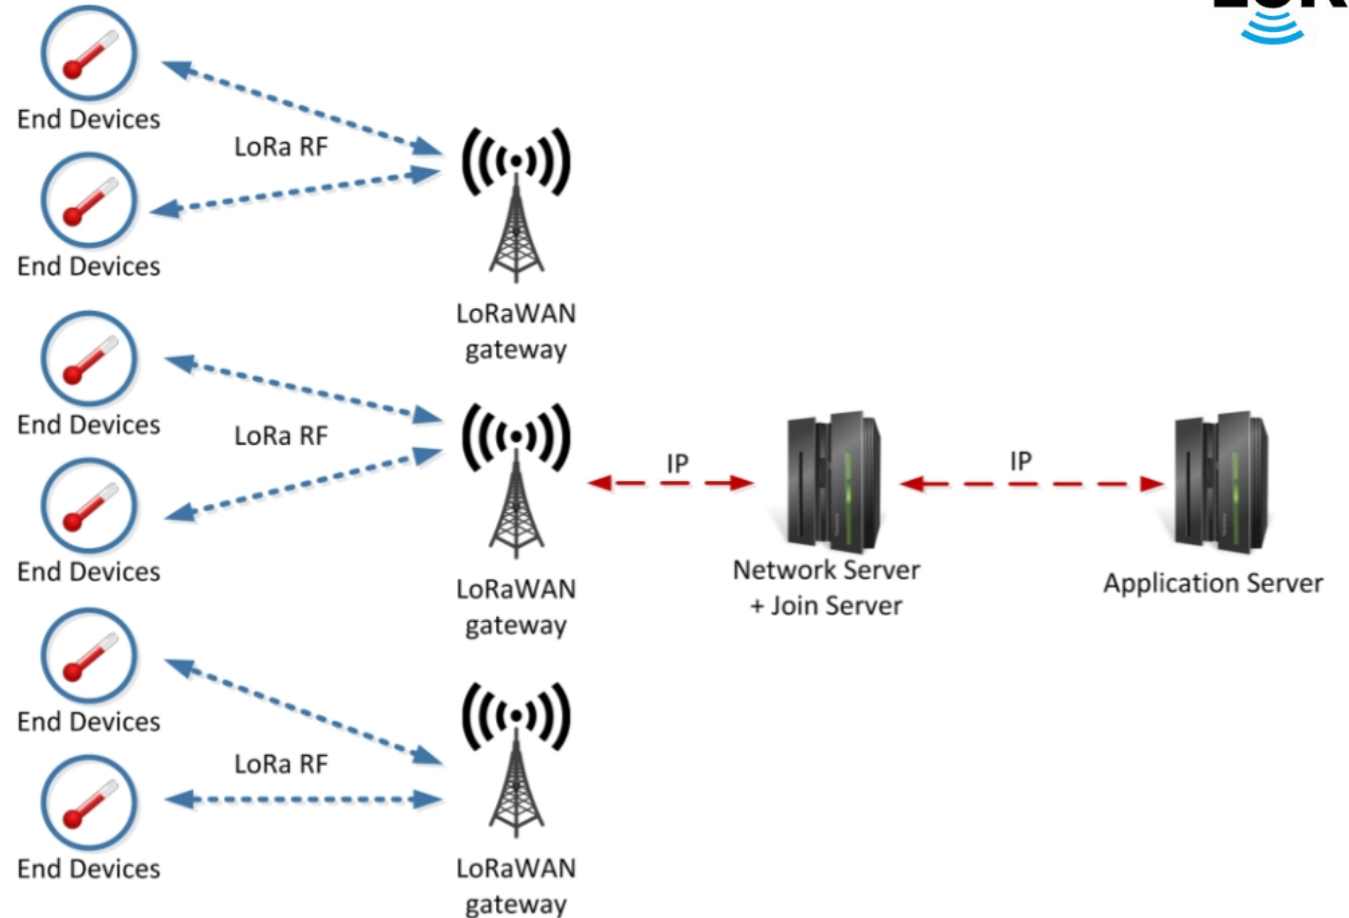 End Devices
LoRa RF
End Devices
LoRaWAN
gateway
End Devices
LoRa RF
End Devices
LoRaWAN
gateway
IP
IP
Network Server
+ Join Server
Application Server
End Devices
LoRa RF
End Devices
LoRaWAN
gateway